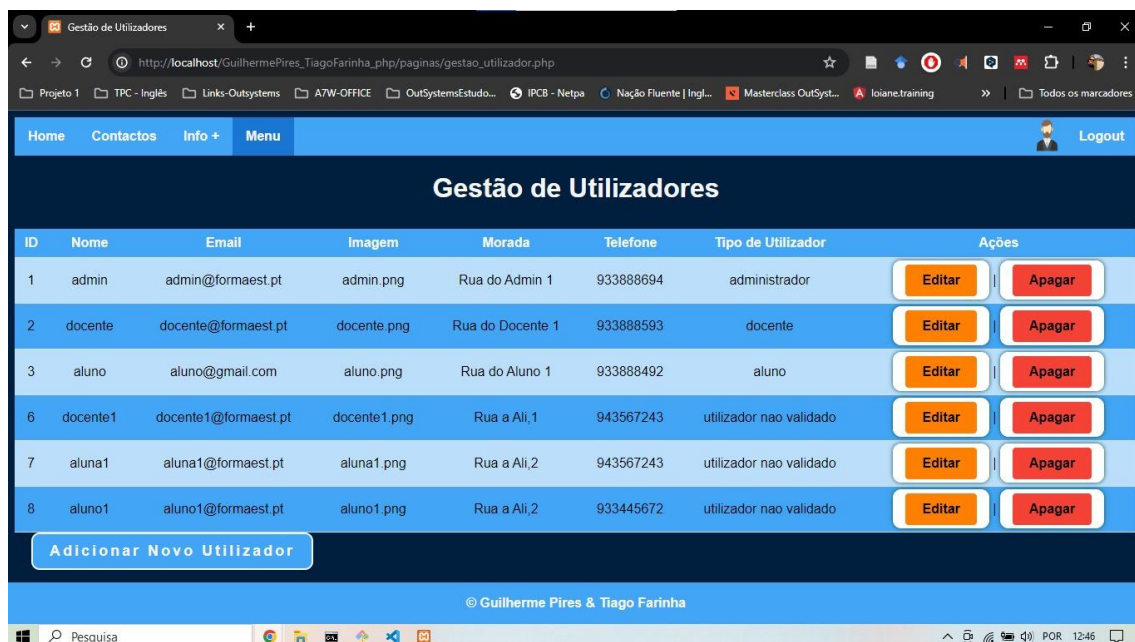 Gestão de Utilizadores
http://localhost/GuilhermePires_TiagoFarinha_php/paginas/gestao_utilizador.php
Projeto 1 TPC - Inglês Links-Outsystems A7W-OFFICE OutSystemsEstudo... IPCB - Netpa Nação Fluente | Ingl... Masterclass OutSyst... loiane.training » Todos os marcadores
Home Contactos Info + Menu Logout
Gestão de Utilizadores
ID Nome Email Imagem Morada Telefone Tipo de Utilizador Ações
1 admin admin@formaest.pt admin.png Rua do Admin 1 933888694 administrador Editar | Apagar
2 docente docente@formaest.pt docente.png Rua do Docente 1 933888593 docente Editar | Apagar
3 aluno aluno@gmail.com aluno.png Rua do Aluno 1 933888492 aluno Editar | Apagar
6 docente1 docente1@formaest.pt docente1.png Rua a Ali,1 943567243 utilizador nao validado Editar | Apagar
7 aluna1 aluna1@formaest.pt aluna1.png Rua a Ali,2 943567243 utilizador nao validado Editar | Apagar
8 aluno1 aluno1@formaest.pt aluno1.png Rua a Ali,2 933445672 utilizador nao validado Editar | Apagar
Adicionar Novo Utilizador
© Guilherme Pires & Tiago Farinha
Pesquisa POR 12:46